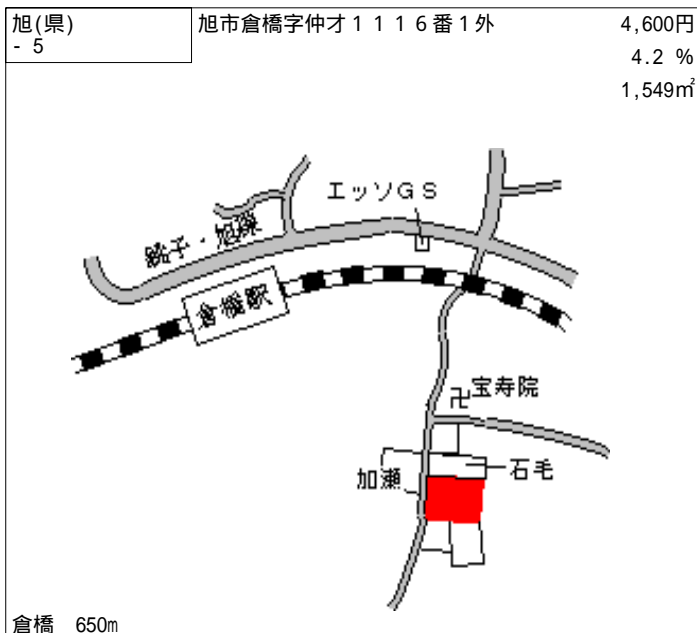 旭(県)
- 5
旭市倉橋字仲才1116番1外
4,600円
4.2 %
1,549㎡
エッソGS
銚子・旭線
倉橋駅
卍宝寿院
石毛
加瀬
倉橋 650m